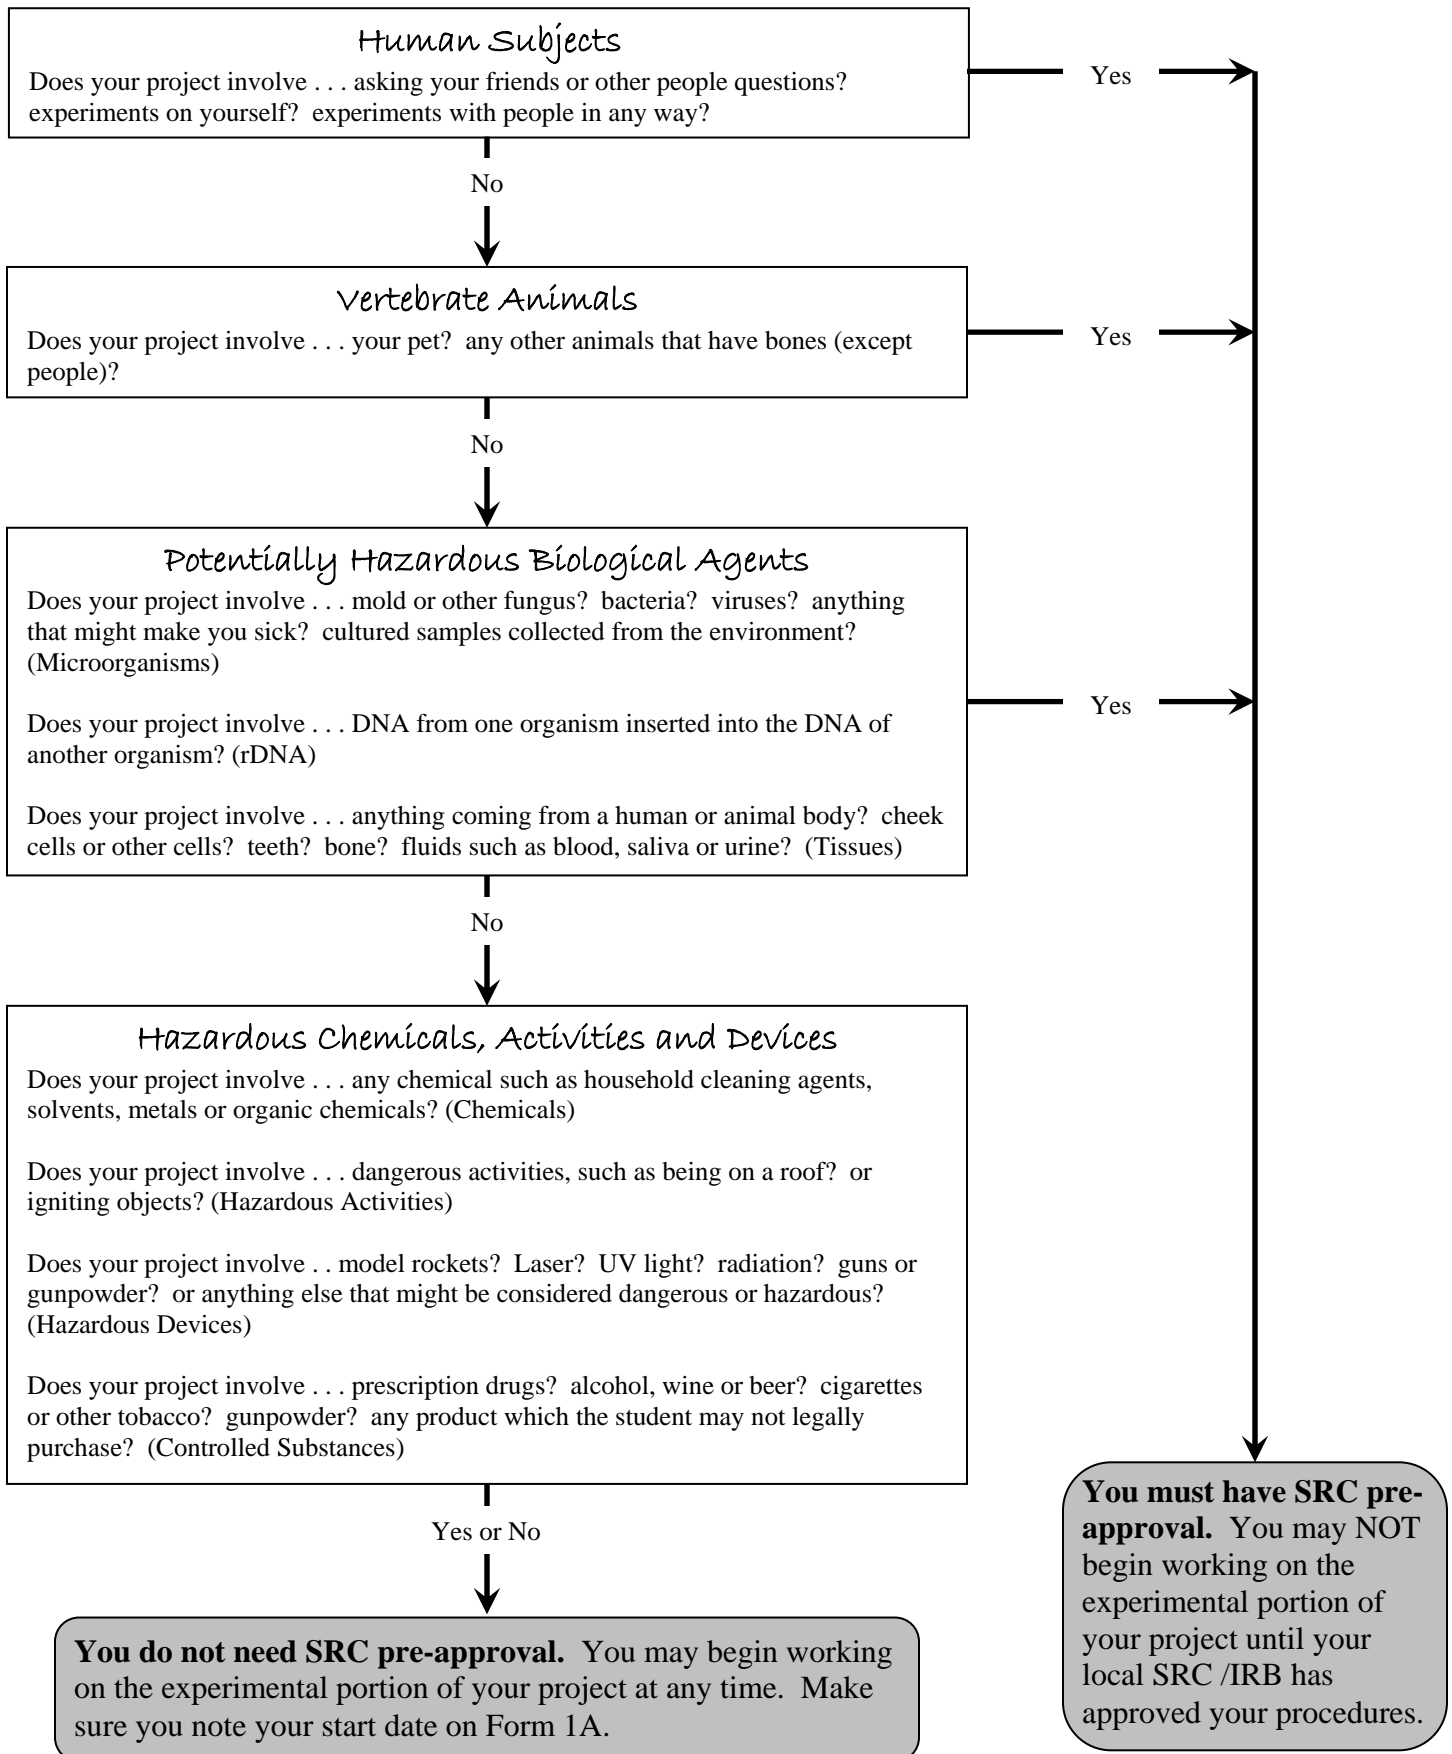 Human Subjects
Does your project involve . . . asking your friends or other people questions?
experiments on yourself?  experiments with people in any way?
Yes
No
Vertebrate Animals
Does your project involve . . . your pet?  any other animals that have bones (except
people)?
Yes
No
Potentially Hazardous Biological Agents
Does your project involve . . . mold or other fungus?  bacteria?  viruses?  anything
that might make you sick?  cultured samples collected from the environment?
(Microorganisms)
Does your project involve . . . DNA from one organism inserted into the DNA of
another organism? (rDNA)
Does your project involve . . . anything coming from a human or animal body?  cheek
cells or other cells?  teeth?  bone?  fluids such as blood, saliva or urine?  (Tissues)
Yes
No
Hazardous Chemicals, Activities and Devices
Does your project involve . . . any chemical such as household cleaning agents,
solvents, metals or organic chemicals? (Chemicals)
Does your project involve . . . dangerous activities, such as being on a roof?  or
igniting objects? (Hazardous Activities)
Does your project involve . . model rockets?  Laser?  UV light?  radiation?  guns or
gunpowder?  or anything else that might be considered dangerous or hazardous?
(Hazardous Devices)
Does your project involve . . . prescription drugs?  alcohol, wine or beer?  cigarettes
or other tobacco?  gunpowder?  any product which the student may not legally
purchase?  (Controlled Substances)
Yes or No
You do not need SRC pre-approval.  You may begin working
on the experimental portion of your project at any time.  Make
sure you note your start date on Form 1A.
You must have SRC pre-
approval.  You may NOT
begin working on the
experimental portion of
your project until your
local SRC /IRB has
approved your procedures.